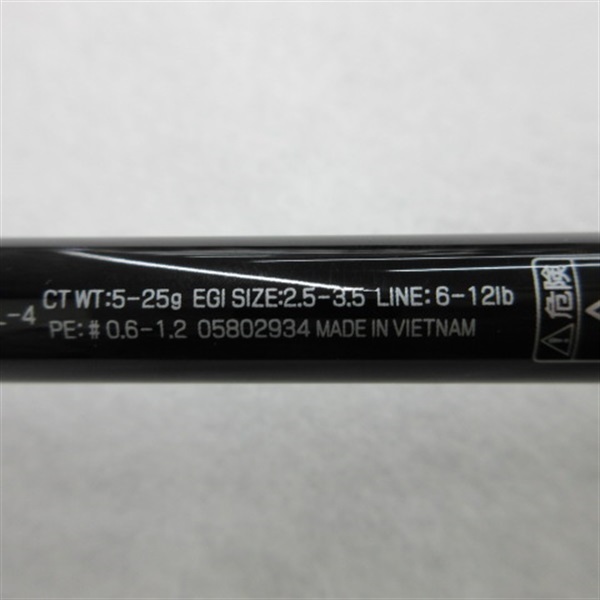 L-4 CT WT:5-25g EGI SIZE:2.5-3.5 LINE:6-12lb
PE:#0.6-1.2 05802934 MADE IN VIETNAM
危険